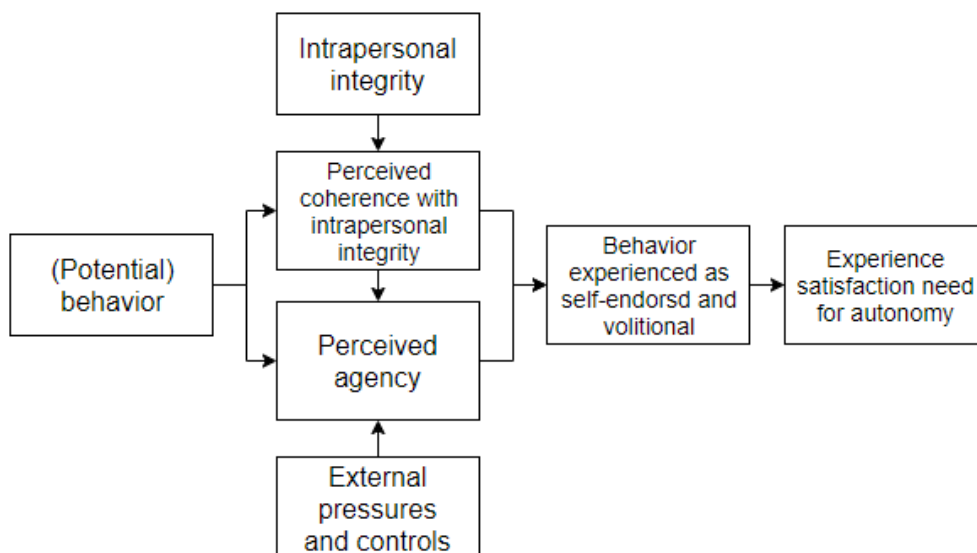 Intrapersonal
integrity
Perceived
coherence with
intrapersonal
integrity
(Potential)
behavior
Perceived
agency
External
pressures
and controls
Behavior
experienced as
self-endorsd and
volitional
Experience
satisfaction need
for autonomy